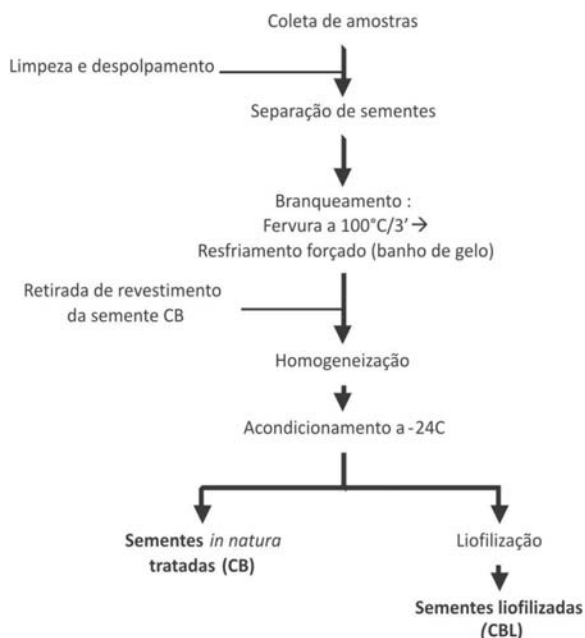 Coleta de amostras
Limpeza e despolpamento
Separação de sementes
Branqueamento :
Fervura a 100°C/3’ →
Resfriamento forçado (banho de gelo)
Retirada de revestimento
da semente CB
Homogeneização
Acondicionamento a -24C
Sementes in natura
tratadas (CB)
Liofilização
Sementes liofilizadas
(CBL)